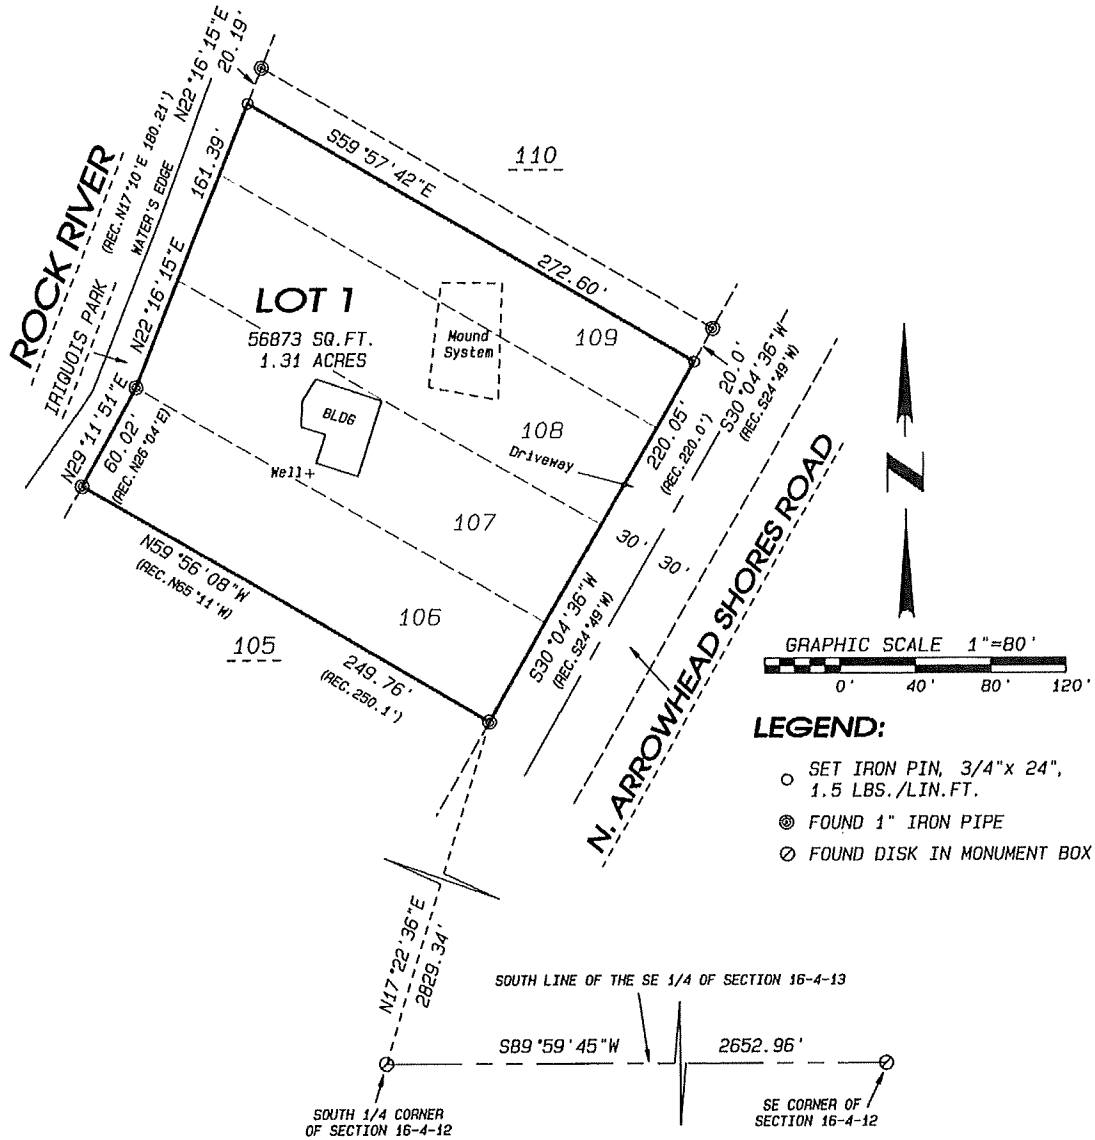 N22°16'15"E
20.19'
(REC.N17°10'E 180.21')
WATER'S EDGE
ROCK RIVER
IRIQUOIS PARK
161.39'
N22°16'15"E
S59°57'42"E
272.60'
110
LOT 1
56873 SQ.FT.
1.31 ACRES
Mound
System
109
BLDG
108
Driveway
Well+
107
N29°11'51"E
60.02'
(REC.N26°04'E)
20.0'
S30°04'36"W
(REC.S24°49'W)
220.05'
(REC.220.0')
30'
30'
N59°56'08"W
(REC.N65°11'W)
106
105
249.76'
(REC.250.1')
S30°04'36"W
(REC.S24°49'W)
N. ARROWHEAD SHORES ROAD
N
GRAPHIC SCALE 1"=80'
0' 40' 80' 120'
LEGEND:
SET IRON PIN, 3/4"x 24",
1.5 LBS./LIN.FT.
FOUND 1" IRON PIPE
FOUND DISK IN MONUMENT BOX
N17°22'36"E
2829.34'
SOUTH LINE OF THE SE 1/4 OF SECTION 16-4-13
S89°59'45"W 2652.96'
SOUTH 1/4 CORNER
OF SECTION 16-4-12
SE CORNER OF
SECTION 16-4-12